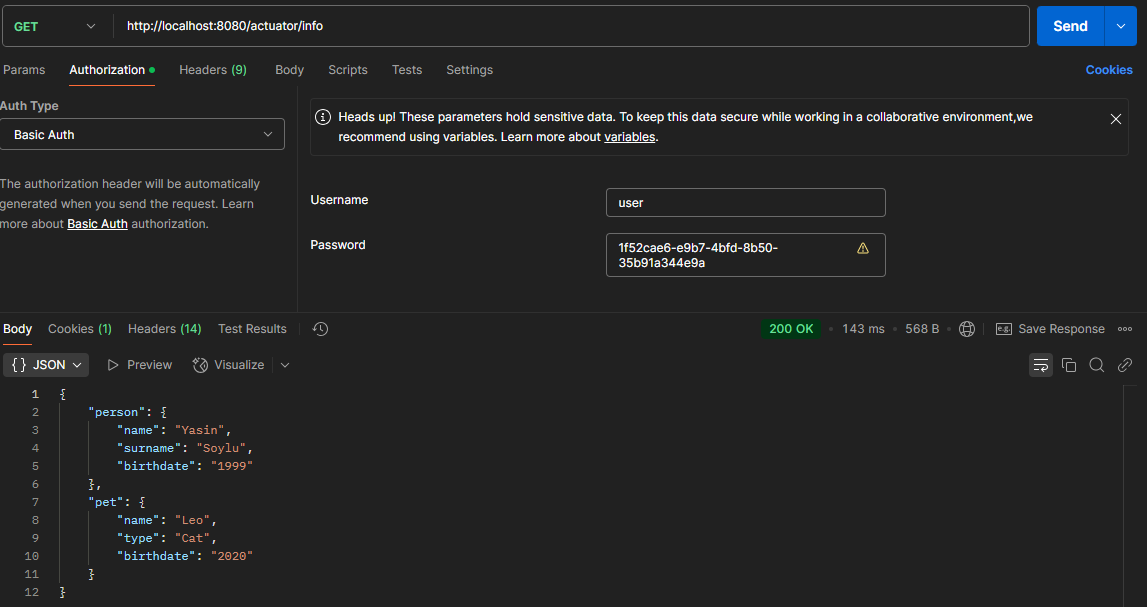 GET http://localhost:8080/actuator/info Send
Params Authorization Headers (9) Body Scripts Tests Settings Cookies
Auth Type
Basic Auth
The authorization header will be automatically
generated when you send the request. Learn
more about Basic Auth authorization.
Heads up! These parameters hold sensitive data. To keep this data secure while working in a collaborative environment,we
recommend using variables. Learn more about variables.
Username user
Password 1f52cae6-e9b7-4bfd-8b50-
35b91a344e9a
Body Cookies (1) Headers (14) Test Results 200 OK 143 ms 568 B e.g. Save Response
{} JSON Preview Visualize
1 {
2 "person": {
3 "name": "Yasin",
4 "surname": "Soylu",
5 "birthdate": "1999"
6 },
7 "pet": {
8 "name": "Leo",
9 "type": "Cat",
10 "birthdate": "2020"
11 }
12 }